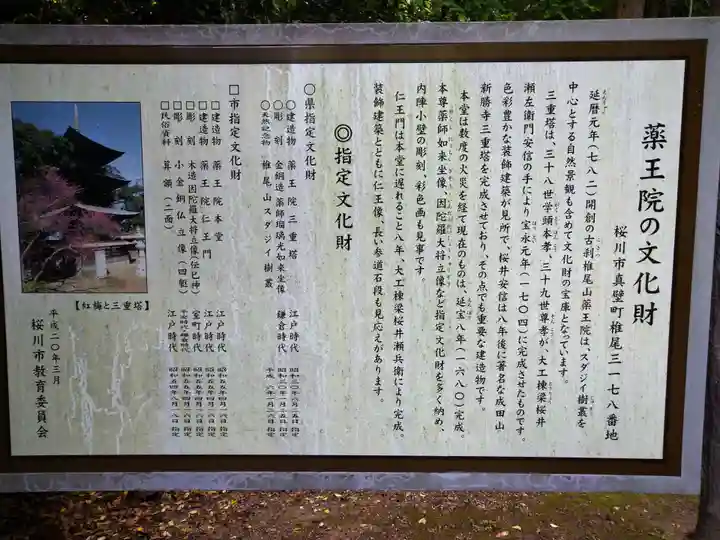 薬王院の文化財
桜川市真壁町椎尾三一七八番地
延暦元年(七八二)開創の古刹椎尾山薬王院は、スダジイ樹叢を
中心とする自然景観も含めて文化財の宝庫となっています。
三重塔は、三十八世学頭本孝、三十九世尊孝が、大工棟梁桜井
瀬左衛門安信の手により宝永元年(一七〇四)に完成させたものです。
色彩豊かな装飾建築が見所で、桜井安信は八年後に著名な成田山
新勝寺三重塔を完成させており、その点でも重要な建造物です。
本堂は数度の火災を経て現在のものは、延宝八年(一六八〇)完成。
本尊薬師如来坐像、因陀羅大将立像など指定文化財を多く納め、
内陣小壁の彫刻、彩色画も見事です。
仁王門は本堂に遅れること八年、大工棟梁桜井瀬兵衛により完成。
装飾建築とともに仁王像、長い参道石段も見応えがあります。
◎指定文化財
○県指定文化財
○建造物 薬王院三重塔 江戸時代
○彫刻 金銅造薬師瑠璃光如来坐像 鎌倉時代
○天然記念物 椎尾山スダジイ樹叢
□市指定文化財
□建造物 薬王院本堂 江戸時代
□建造物 薬王院仁王門 江戸時代
□彫刻 木造因陀羅大将立像(伝巳神) 室町時代
□彫刻 小金銅仏立像(四躯)
□民俗資料 算額(二面) 江戸時代
【紅梅と三重塔】
平成二〇年三月
桜川市教育委員会